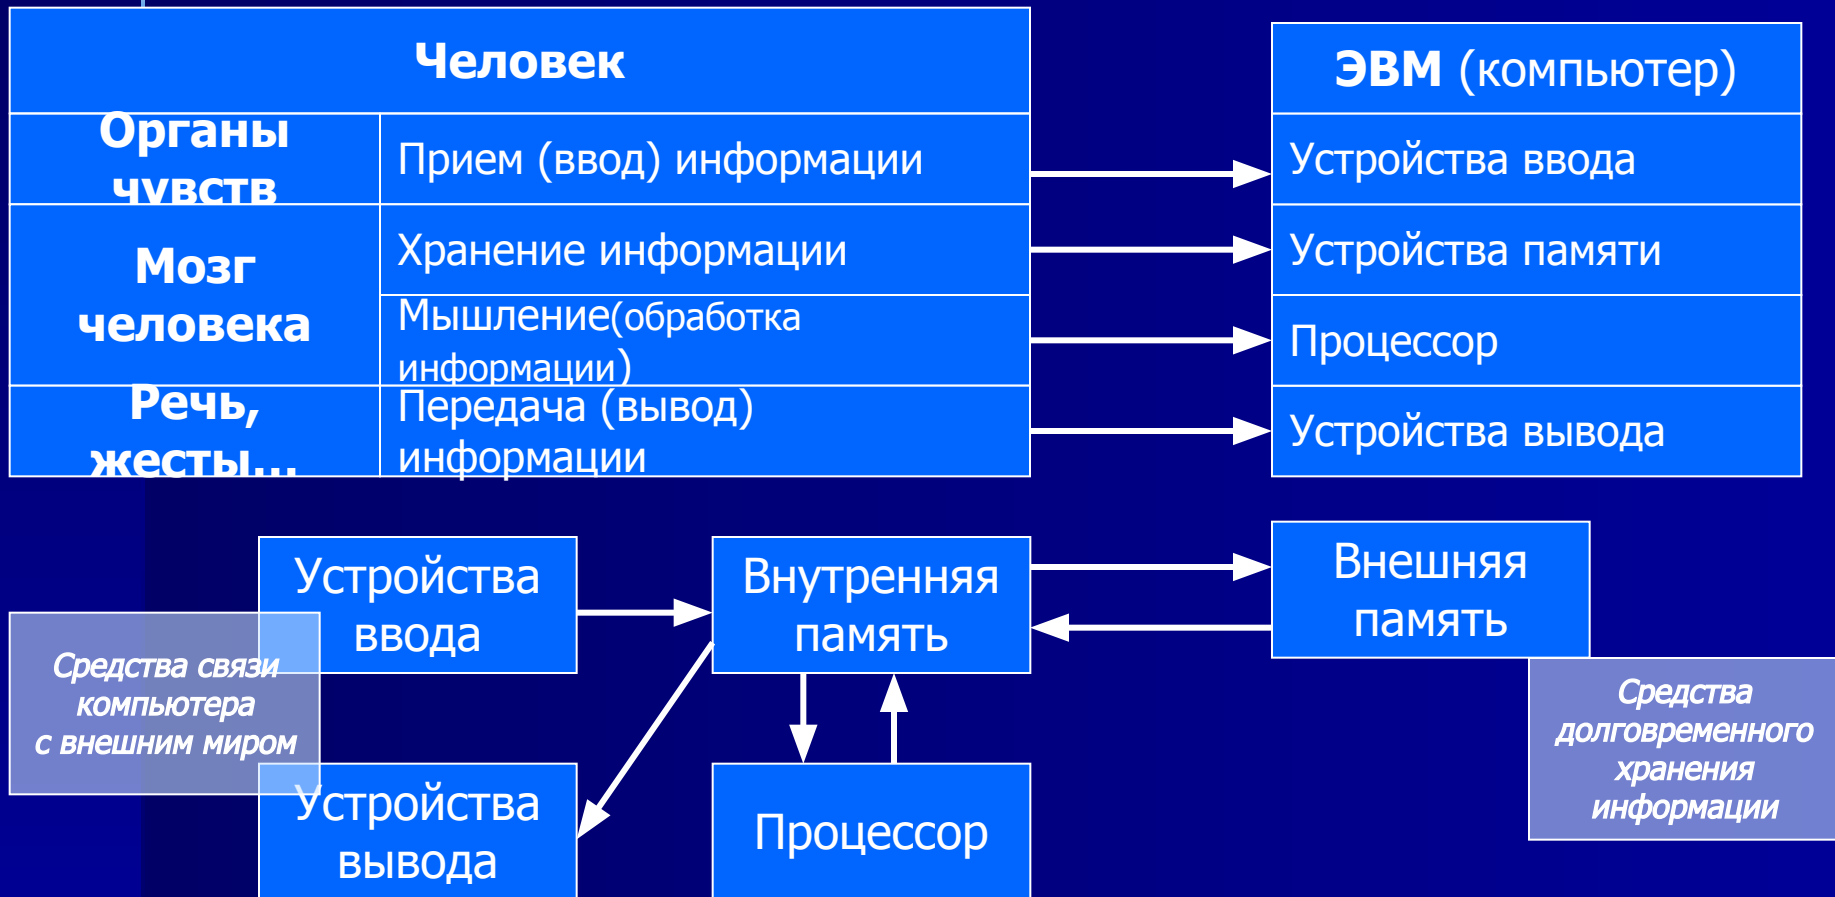 Человек
ЭВМ (компьютер)
Органы
чувств
Прием (ввод) информации
Устройства ввода
Мозг
человека
Хранение информации
Устройства памяти
Мышление(обработка
информации)
Процессор
Речь,
жесты...
Передача (вывод)
информации
Устройства вывода
Устройства
ввода
Внутренняя
память
Внешняя
память
Средства связи
компьютера
с внешним миром
Средства
долговременного
хранения
информации
Устройства
вывода
Процессор